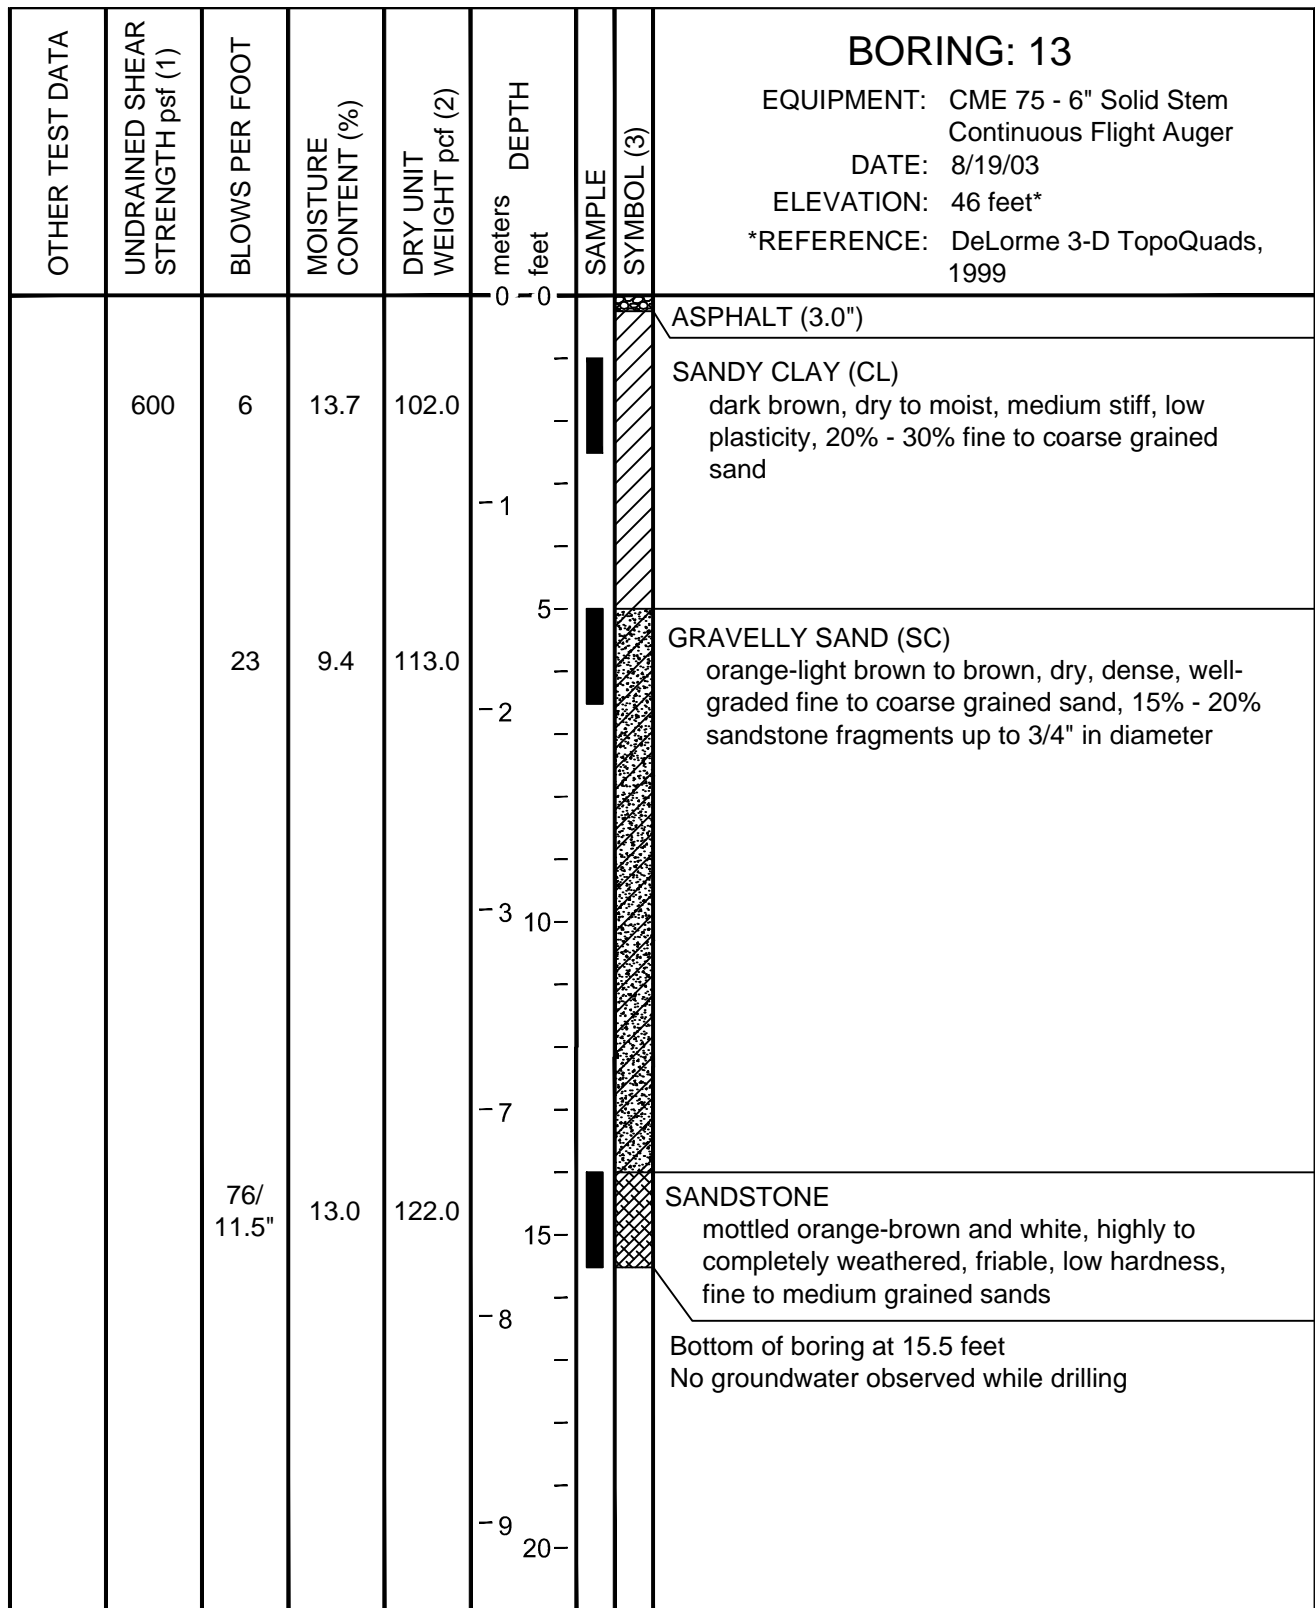 OTHER TEST DATA
UNDRAINED SHEAR
STRENGTH psf (1)
BLOWS PER FOOT
MOISTURE
CONTENT (%)
DRY UNIT
WEIGHT pcf (2)
DEPTH
meters
feet
SAMPLE
SYMBOL (3)
BORING: 13
EQUIPMENT: CME 75 - 6" Solid Stem
Continuous Flight Auger
DATE: 8/19/03
ELEVATION: 46 feet*
*REFERENCE: DeLorme 3-D TopoQuads,
1999
0 0
ASPHALT (3.0")
SANDY CLAY (CL)
600 6 13.7 102.0 dark brown, dry to moist, medium stiff, low
plasticity, 20% - 30% fine to coarse grained
sand
1
5
GRAVELLY SAND (SC)
23 9.4 113.0 orange-light brown to brown, dry, dense, well-
2 graded fine to coarse grained sand, 15% - 20%
sandstone fragments up to 3/4" in diameter
3 10
7
SANDSTONE
76/
11.5" 13.0 122.0
15 mottled orange-brown and white, highly to
completely weathered, friable, low hardness,
fine to medium grained sands
8
Bottom of boring at 15.5 feet
No groundwater observed while drilling
9
20